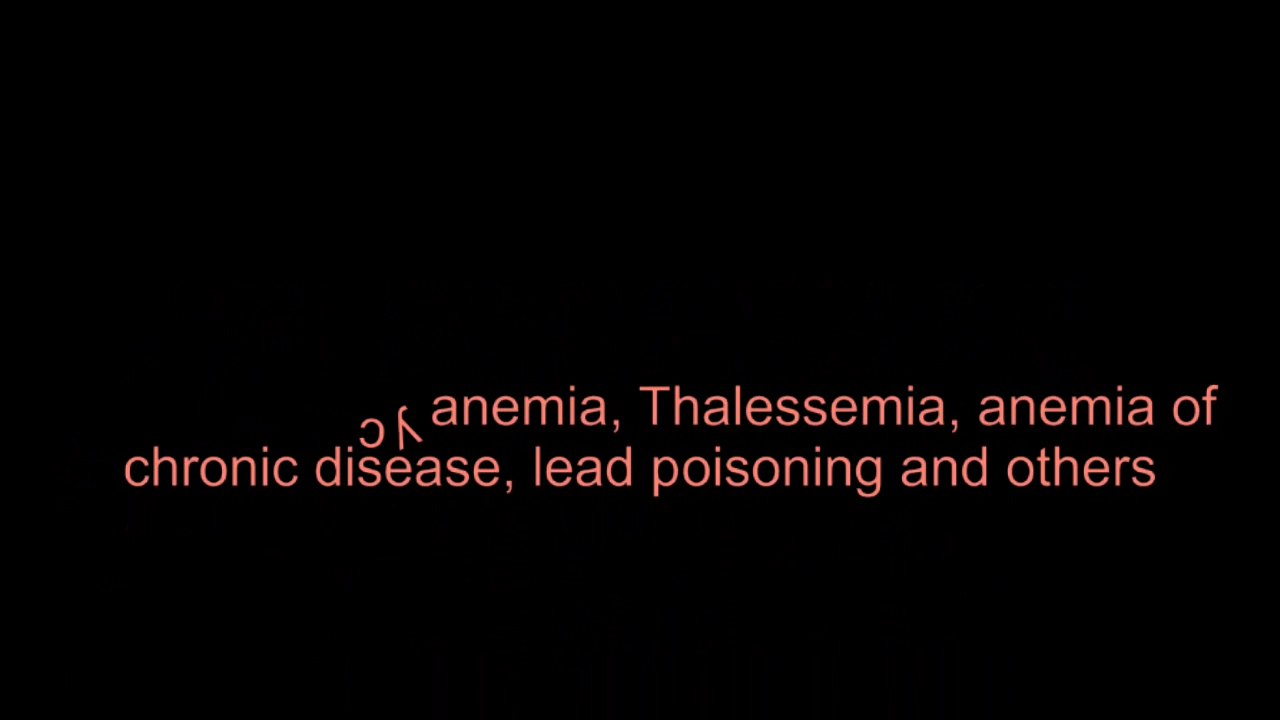 anemia, Thalessemia, anemia of
chronic disease, lead poisoning and others